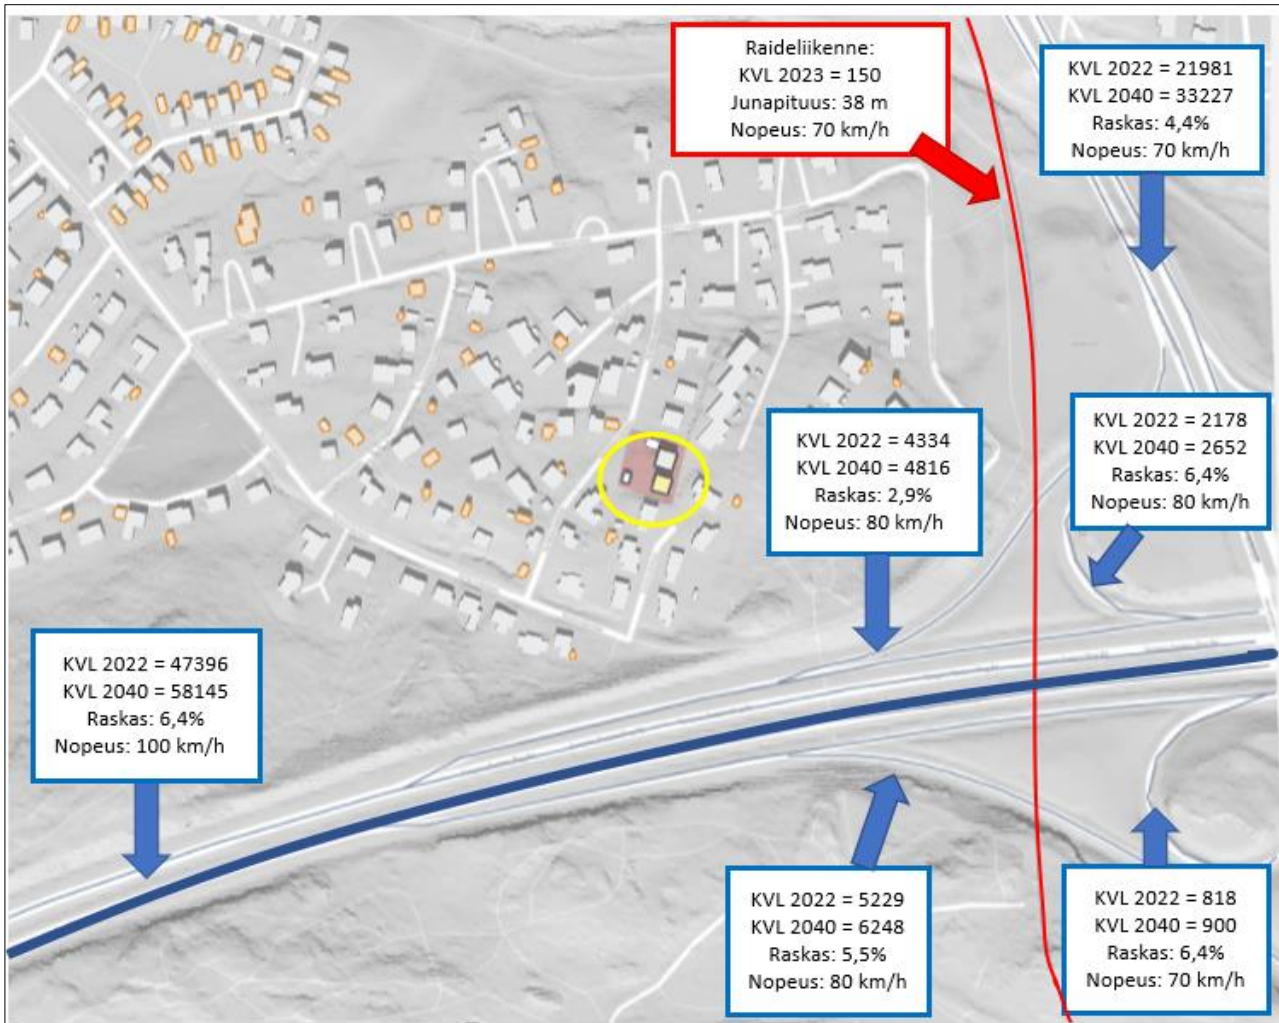 Raideliikenne:
KVL 2023 = 150
Junapituus: 38 m
Nopeus: 70 km/h
KVL 2022 = 21981
KVL 2040 = 33227
Raskas: 4,4%
Nopeus: 70 km/h
KVL 2022 = 4334
KVL 2040 = 4816
Raskas: 2,9%
Nopeus: 80 km/h
KVL 2022 = 2178
KVL 2040 = 2652
Raskas: 6,4%
Nopeus: 80 km/h
KVL 2022 = 47396
KVL 2040 = 58145
Raskas: 6,4%
Nopeus: 100 km/h
KVL 2022 = 5229
KVL 2040 = 6248
Raskas: 5,5%
Nopeus: 80 km/h
KVL 2022 = 818
KVL 2040 = 900
Raskas: 6,4%
Nopeus: 70 km/h